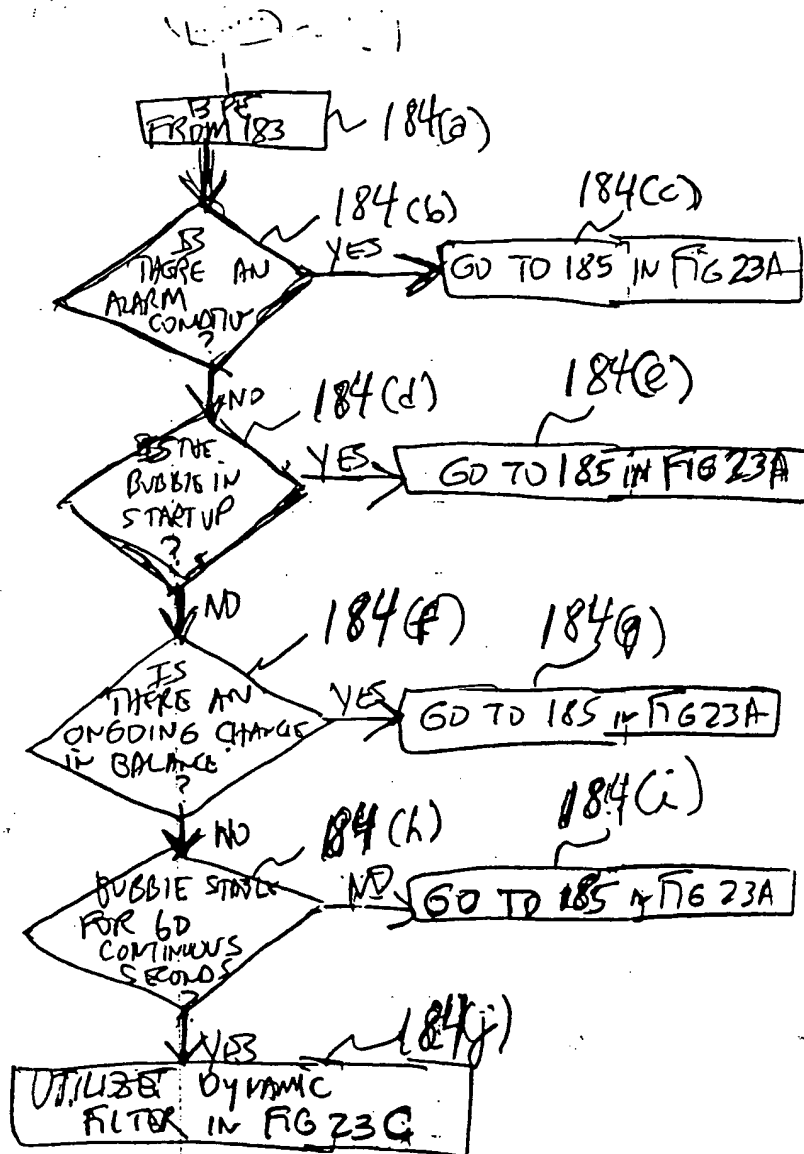 BPE
FROM 183
184(a)
IS
THERE AN
ALARM
CONDITIO
?
184(b)
YES
184(c)
GO TO 185 IN FIG 23A
NO
IS THE
BUBBLE IN
STARTUP
?
184(d)
YES
184(e)
GO TO 185 IN FIG 23A
NO
IS
THERE AN
ONGOING CHANGE
IN BALANCE
?
184(f)
YES
184(g)
GO TO 185 IN FIG 23A
NO
BUBBLE STABLE
FOR 60
CONTINUOUS
SECONDS
?
184(h)
NO
184(i)
GO TO 185 IN FIG 23A
YES
184(j)
UTILIZE DYNAMIC
FILTER IN FIG 23C